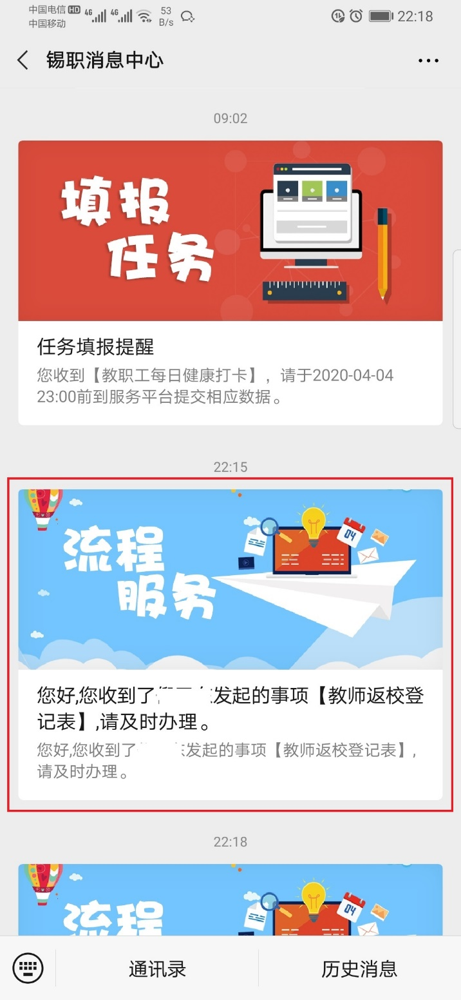 中国电信 HD 4G 4G 53 B/s 22:18
中国移动
锡职消息中心
09:02
填报
任务
任务填报提醒
您收到【教职工每日健康打卡】，请于2020-04-04
23:00前到服务平台提交相应数据。
22:15
04
流程
服务
您好,您收到了 发起的事项【教师返校登
记表】,请及时办理。
您好,您收到了 发起的事项【教师返校登记表】,
请及时办理。
22:18
04
流程
通讯录 历史消息